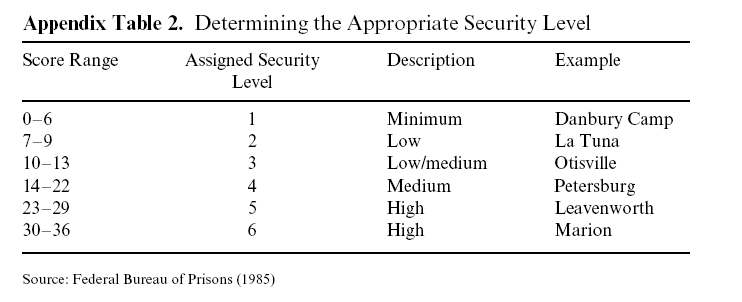 Appendix Table 2. Determining the Appropriate Security Level
Score Range Assigned Security Level Description Example
0–6 1 Minimum Danbury Camp
7–9 2 Low La Tuna
10–13 3 Low/medium Otisville
14–22 4 Medium Petersburg
23–29 5 High Leavenworth
30–36 6 High Marion
Source: Federal Bureau of Prisons (1985)